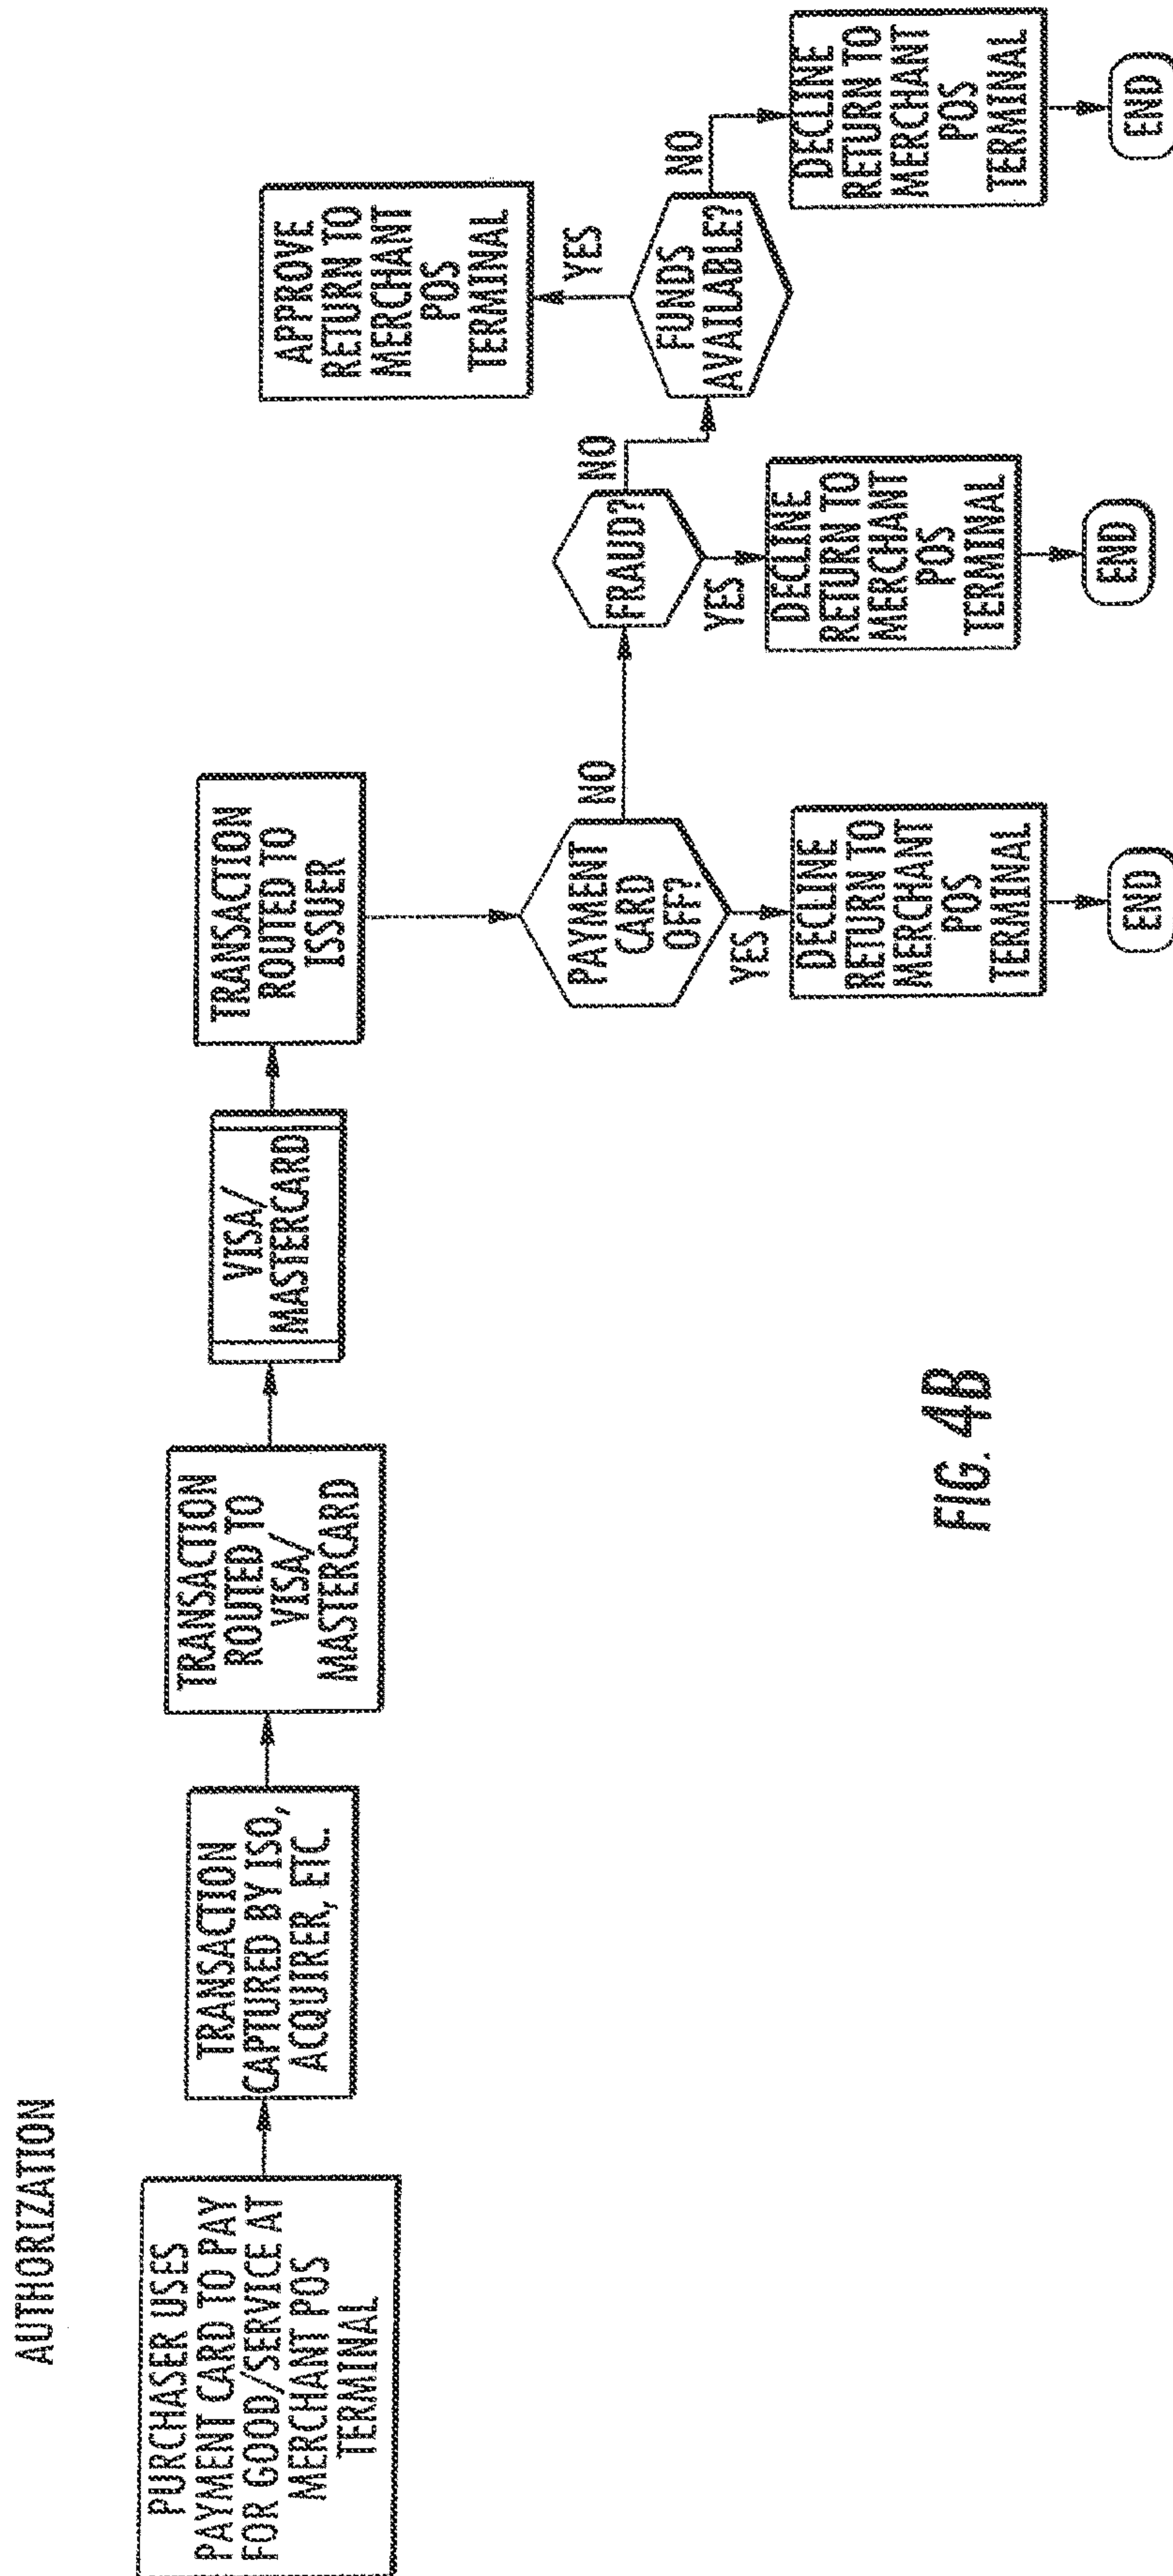 AUTHORIZATION
PURCHASER USES
PAYMENT CARD TO PAY
FOR GOOD/SERVICE AT
MERCHANT POS
TERMINAL
TRANSACTION
CAPTURED BY ISO,
ACQUIRER, ETC.
TRANSACTION
ROUTED TO
VISA/
MASTERCARD
VISA/
MASTERCARD
TRANSACTION
ROUTED TO
ISSUER
PAYMENT
CARD
OFF?
YES
DECLINE
RETURN TO
MERCHANT
POS
TERMINAL
END
NO
FRAUD?
YES
DECLINE
RETURN TO
MERCHANT
POS
TERMINAL
END
NO
FUNDS
AVAILABLE?
YES
APPROVE
RETURN TO
MERCHANT
POS
TERMINAL
NO
DECLINE
RETURN TO
MERCHANT
POS
TERMINAL
END
FIG. 4B